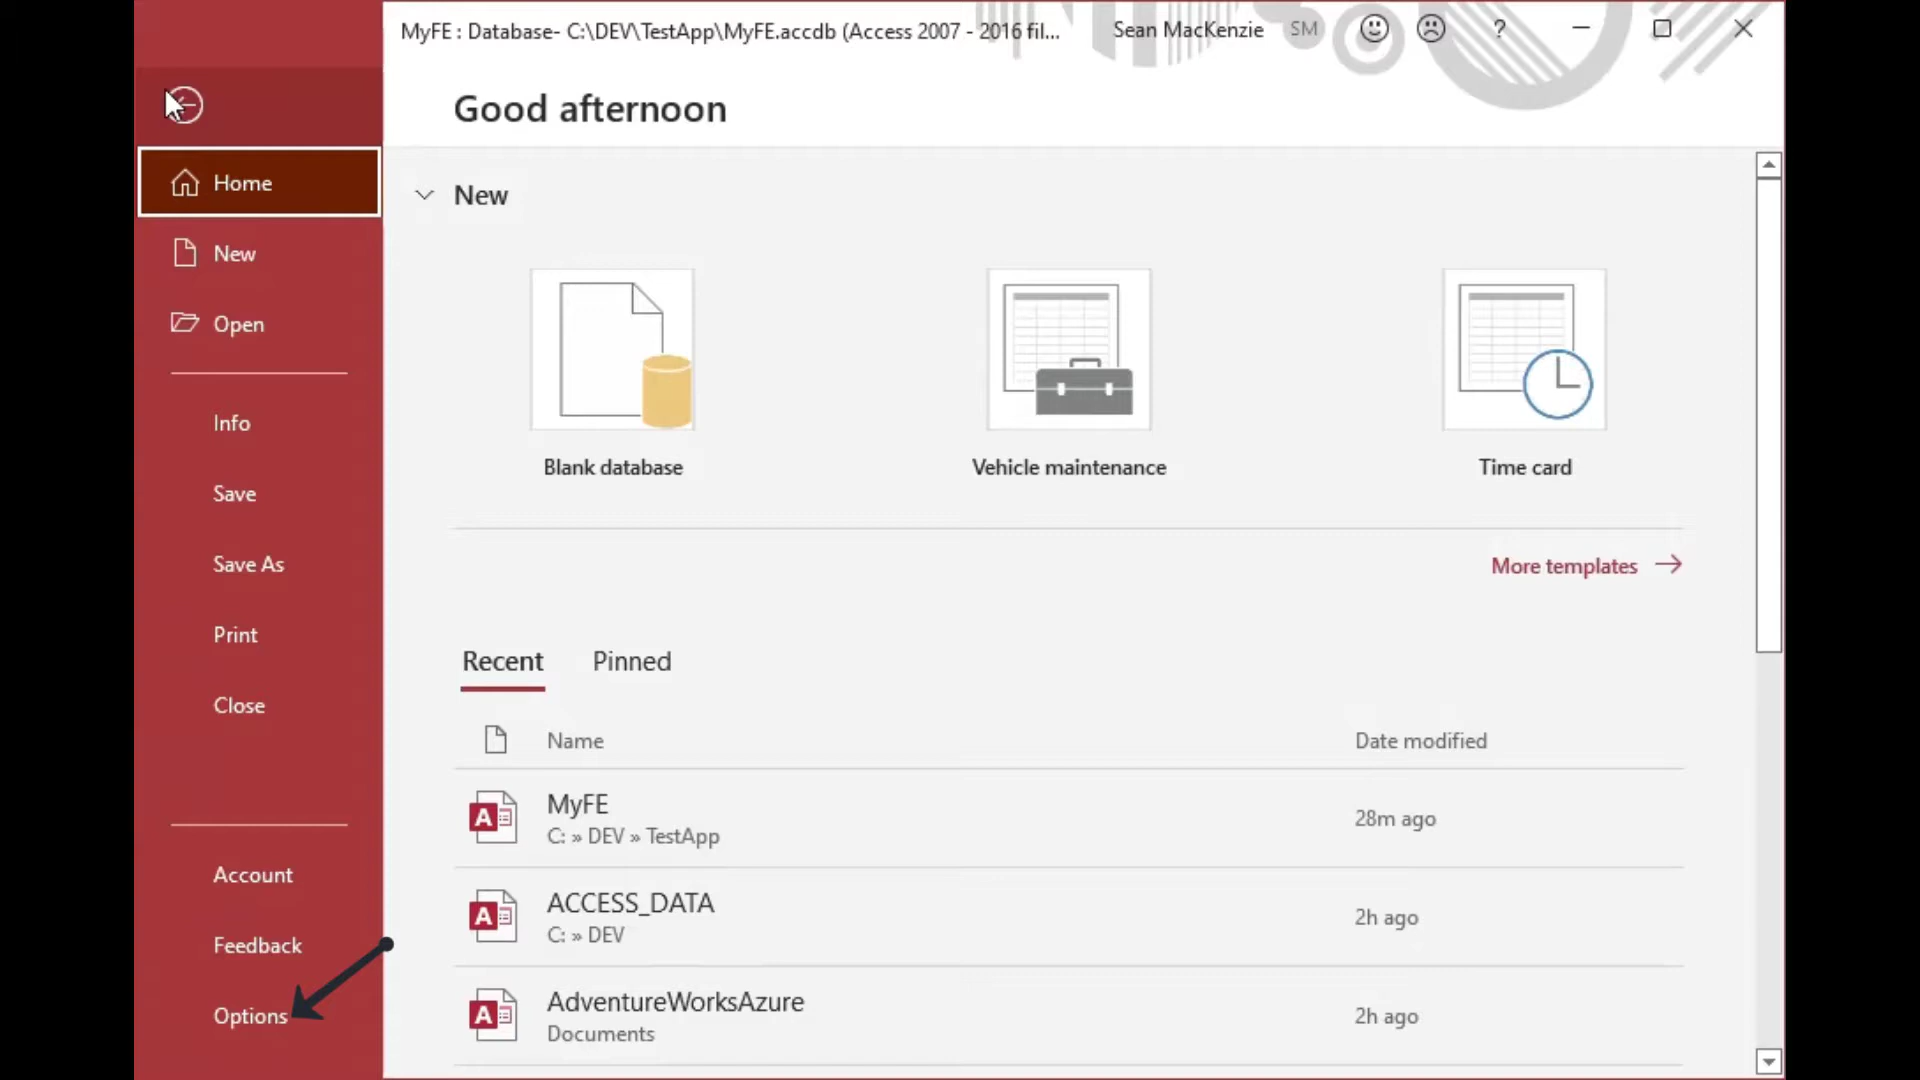 MyFE : Database- C:\DEV\TestApp\MyFE.accdb (Access 2007 - 2016 fil...
Sean MacKenzie
SM
?
Good afternoon
Home
New
Open
Info
Save
Save As
Print
Close
Account
Feedback
Options
New
Blank database
Vehicle maintenance
Time card
More templates
Recent
Pinned
Name
Date modified
A
MyFE
C: » DEV » TestApp
28m ago
A
ACCESS_DATA
C: » DEV
2h ago
A
AdventureWorksAzure
Documents
2h ago